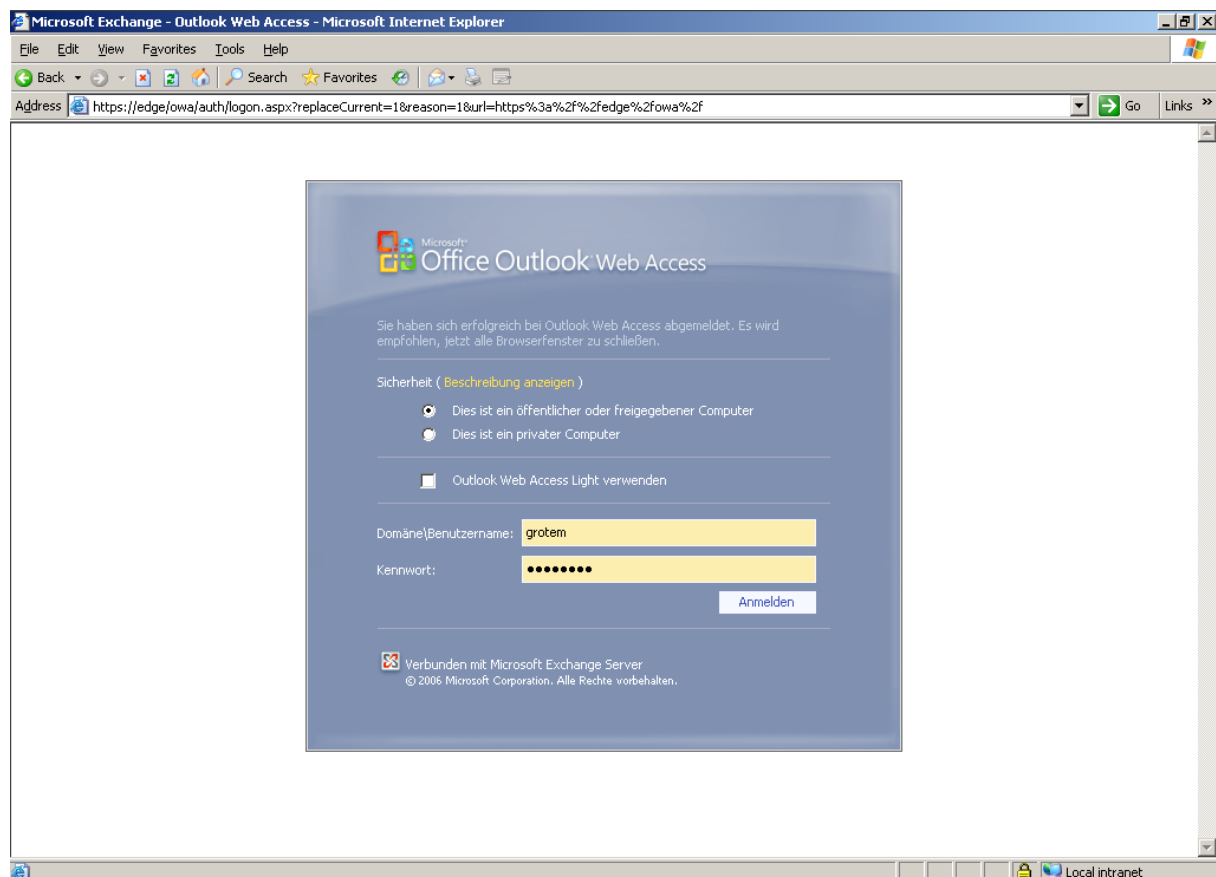 Microsoft Exchange - Outlook Web Access - Microsoft Internet Explorer
File Edit View Favorites Tools Help
Back Search Favorites
Address https://edge/owa/auth/logon.aspx?replaceCurrent=1&reason=1&url=https%3a%2f%2fedge%2fowa%2f Go Links »
Microsoft®
Office Outlook Web Access
Sie haben sich erfolgreich bei Outlook Web Access abgemeldet. Es wird
empfohlen, jetzt alle Browserfenster zu schließen.
Sicherheit ( Beschreibung anzeigen )
Dies ist ein öffentlicher oder freigegebener Computer
Dies ist ein privater Computer
Outlook Web Access Light verwenden
Domäne\Benutzername: grotem
Kennwort: ●●●●●●●●
Anmelden
Verbunden mit Microsoft Exchange Server
© 2006 Microsoft Corporation. Alle Rechte vorbehalten.
Local intranet